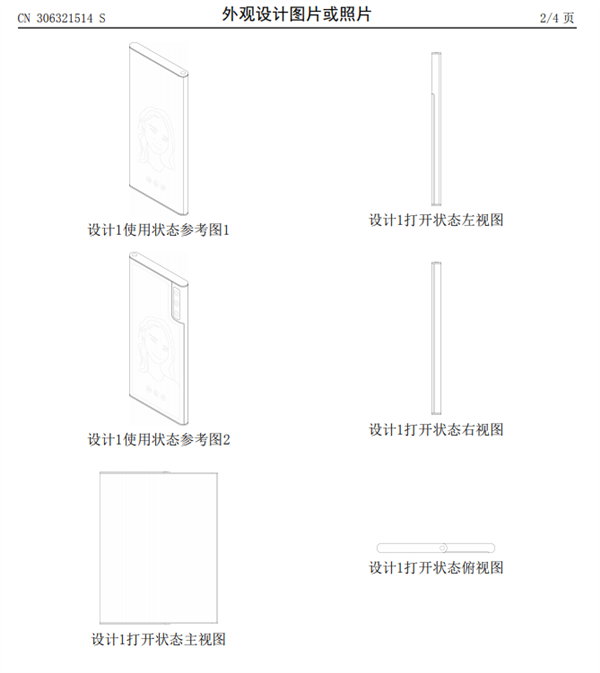 CN 306321514 S
外观设计图片或照片
2/4 页
设计1使用状态参考图1
设计1打开状态左视图
设计1使用状态参考图2
设计1打开状态右视图
设计1打开状态主视图
设计1打开状态俯视图